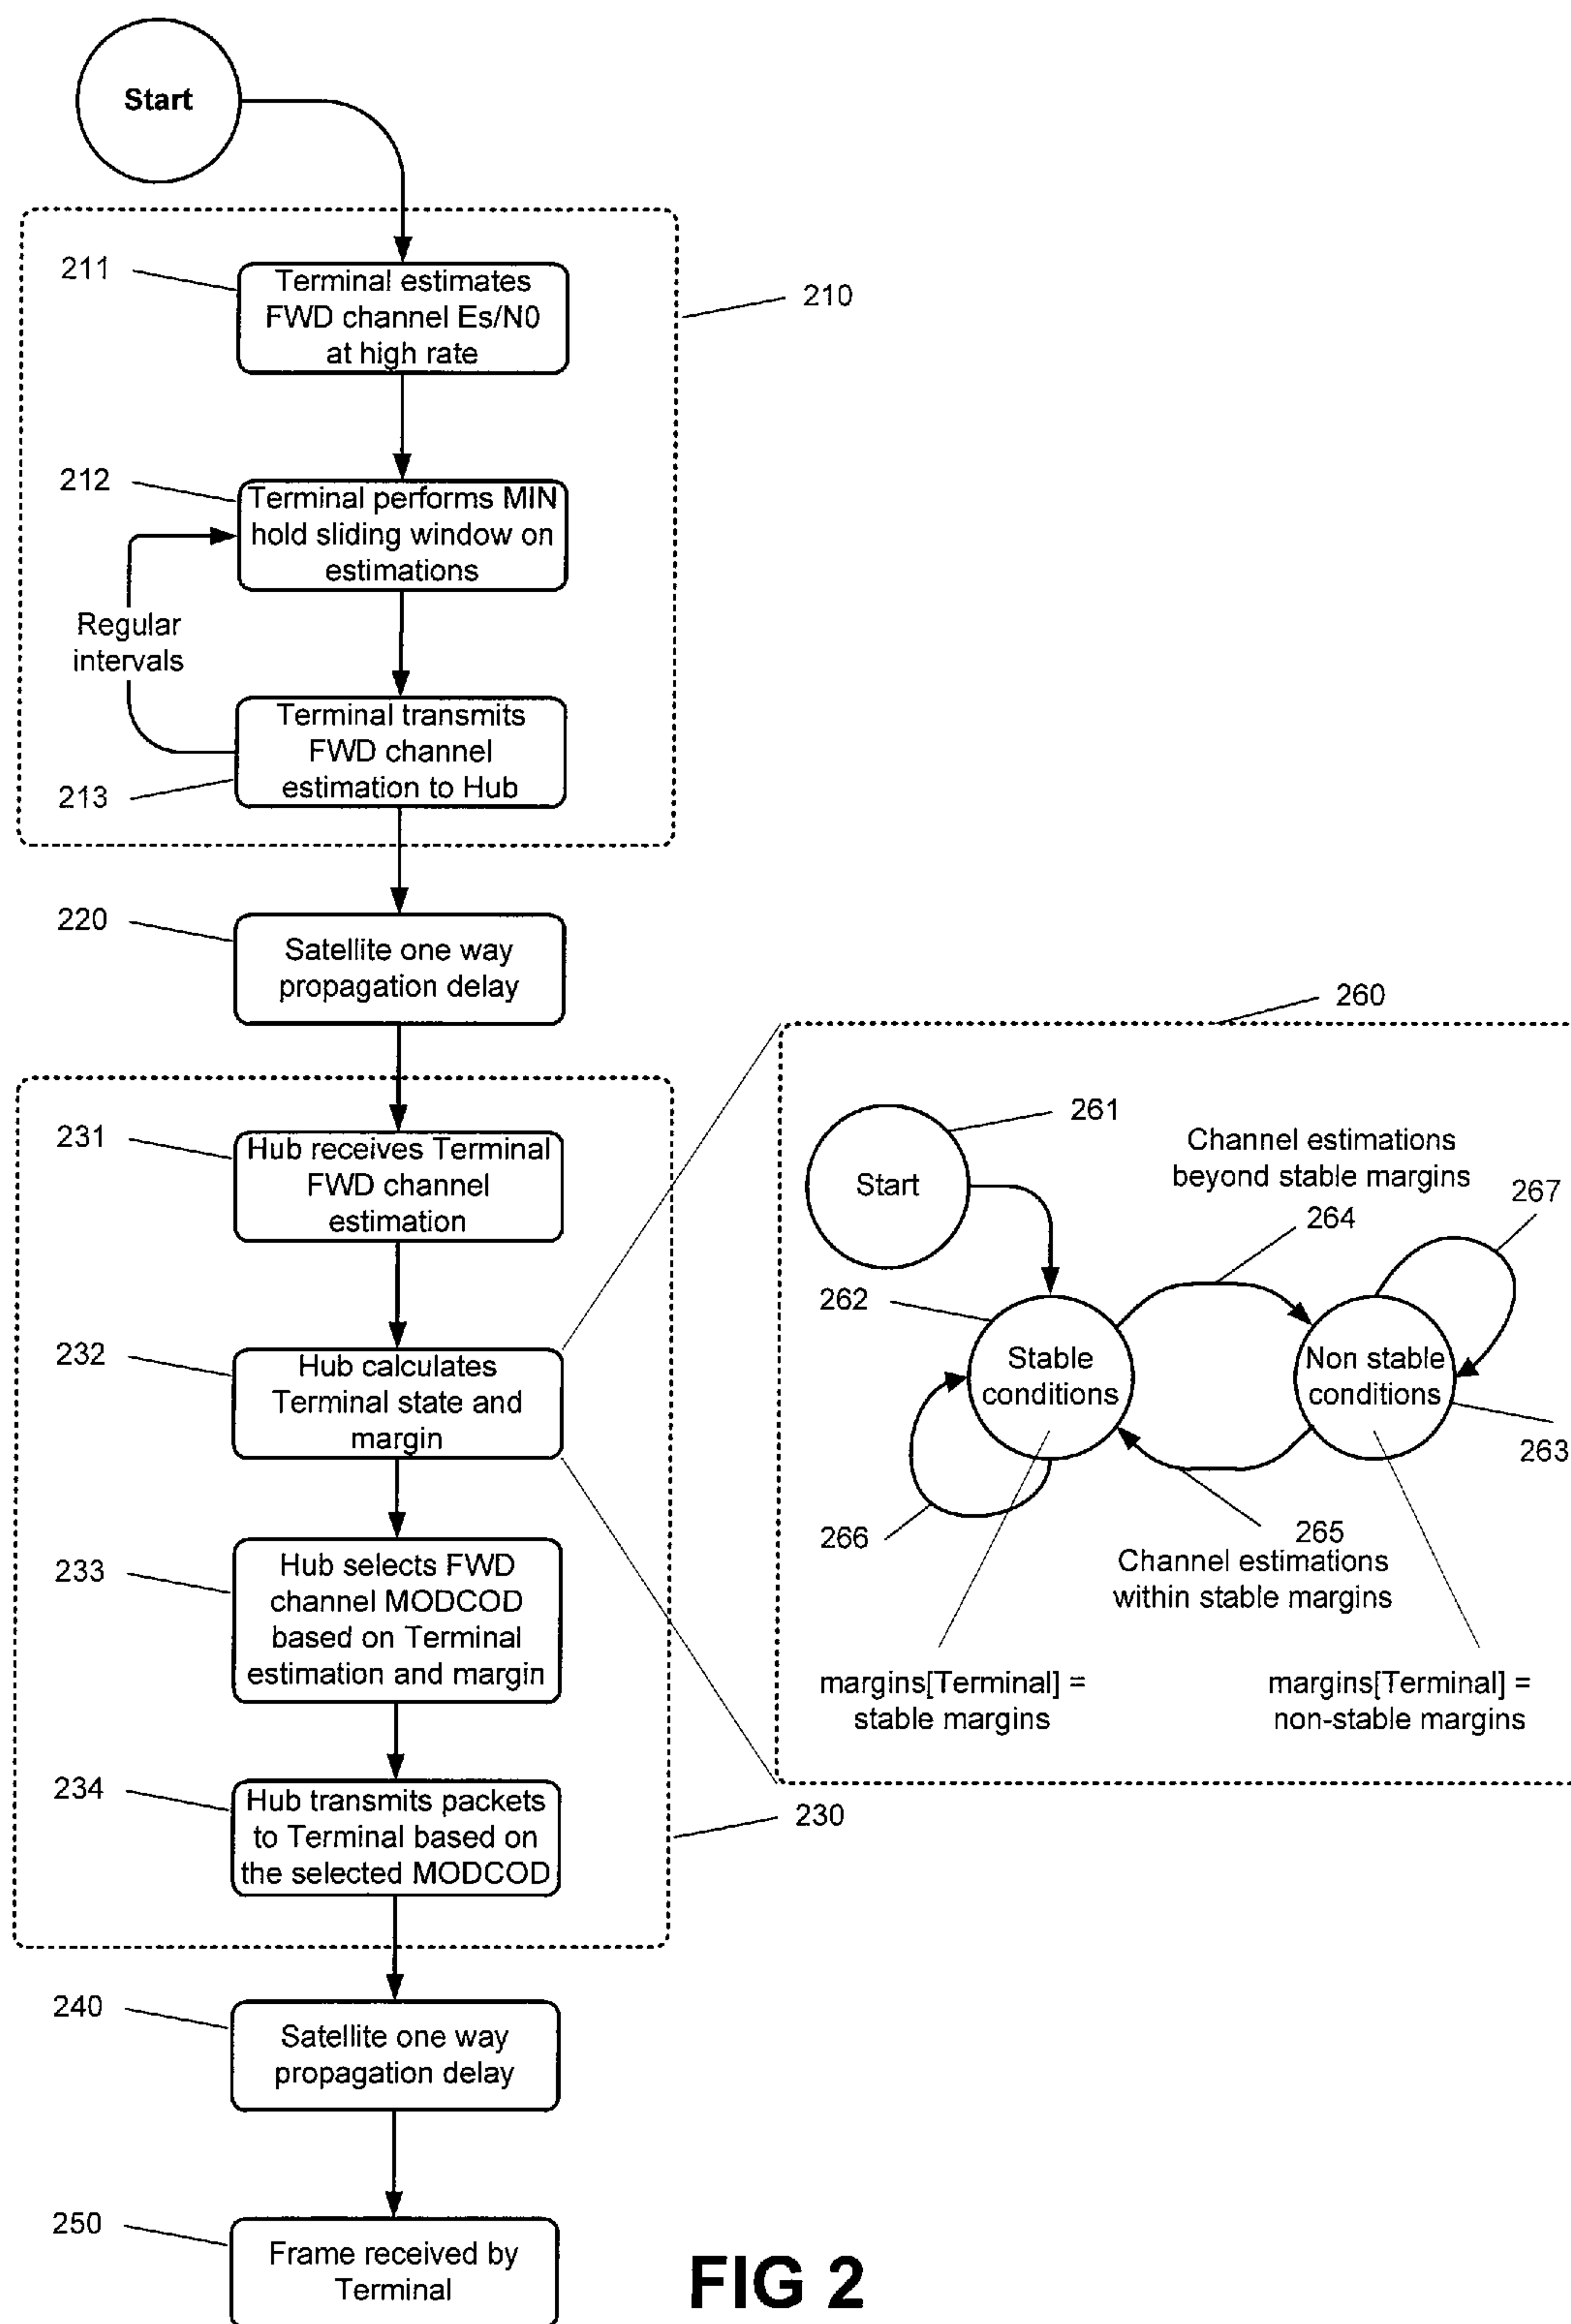 Start
211
Terminal estimates
FWD channel Es/N0
at high rate
210
212
Terminal performs MIN
hold sliding window on
estimations
Regular
intervals
Terminal transmits
FWD channel
estimation to Hub
213
220
Satellite one way
propagation delay
231
Hub receives Terminal
FWD channel
estimation
232
Hub calculates
Terminal state and
margin
233
Hub selects FWD
channel MODCOD
based on Terminal
estimation and margin
234
Hub transmits packets
to Terminal based on
the selected MODCOD
230
240
Satellite one way
propagation delay
250
Frame received by
Terminal
260
261
Start
Channel estimations
beyond stable margins
264
267
262
Stable
conditions
Non stable
conditions
263
266
265
Channel estimations
within stable margins
margins[Terminal] =
stable margins
margins[Terminal] =
non-stable margins
FIG 2